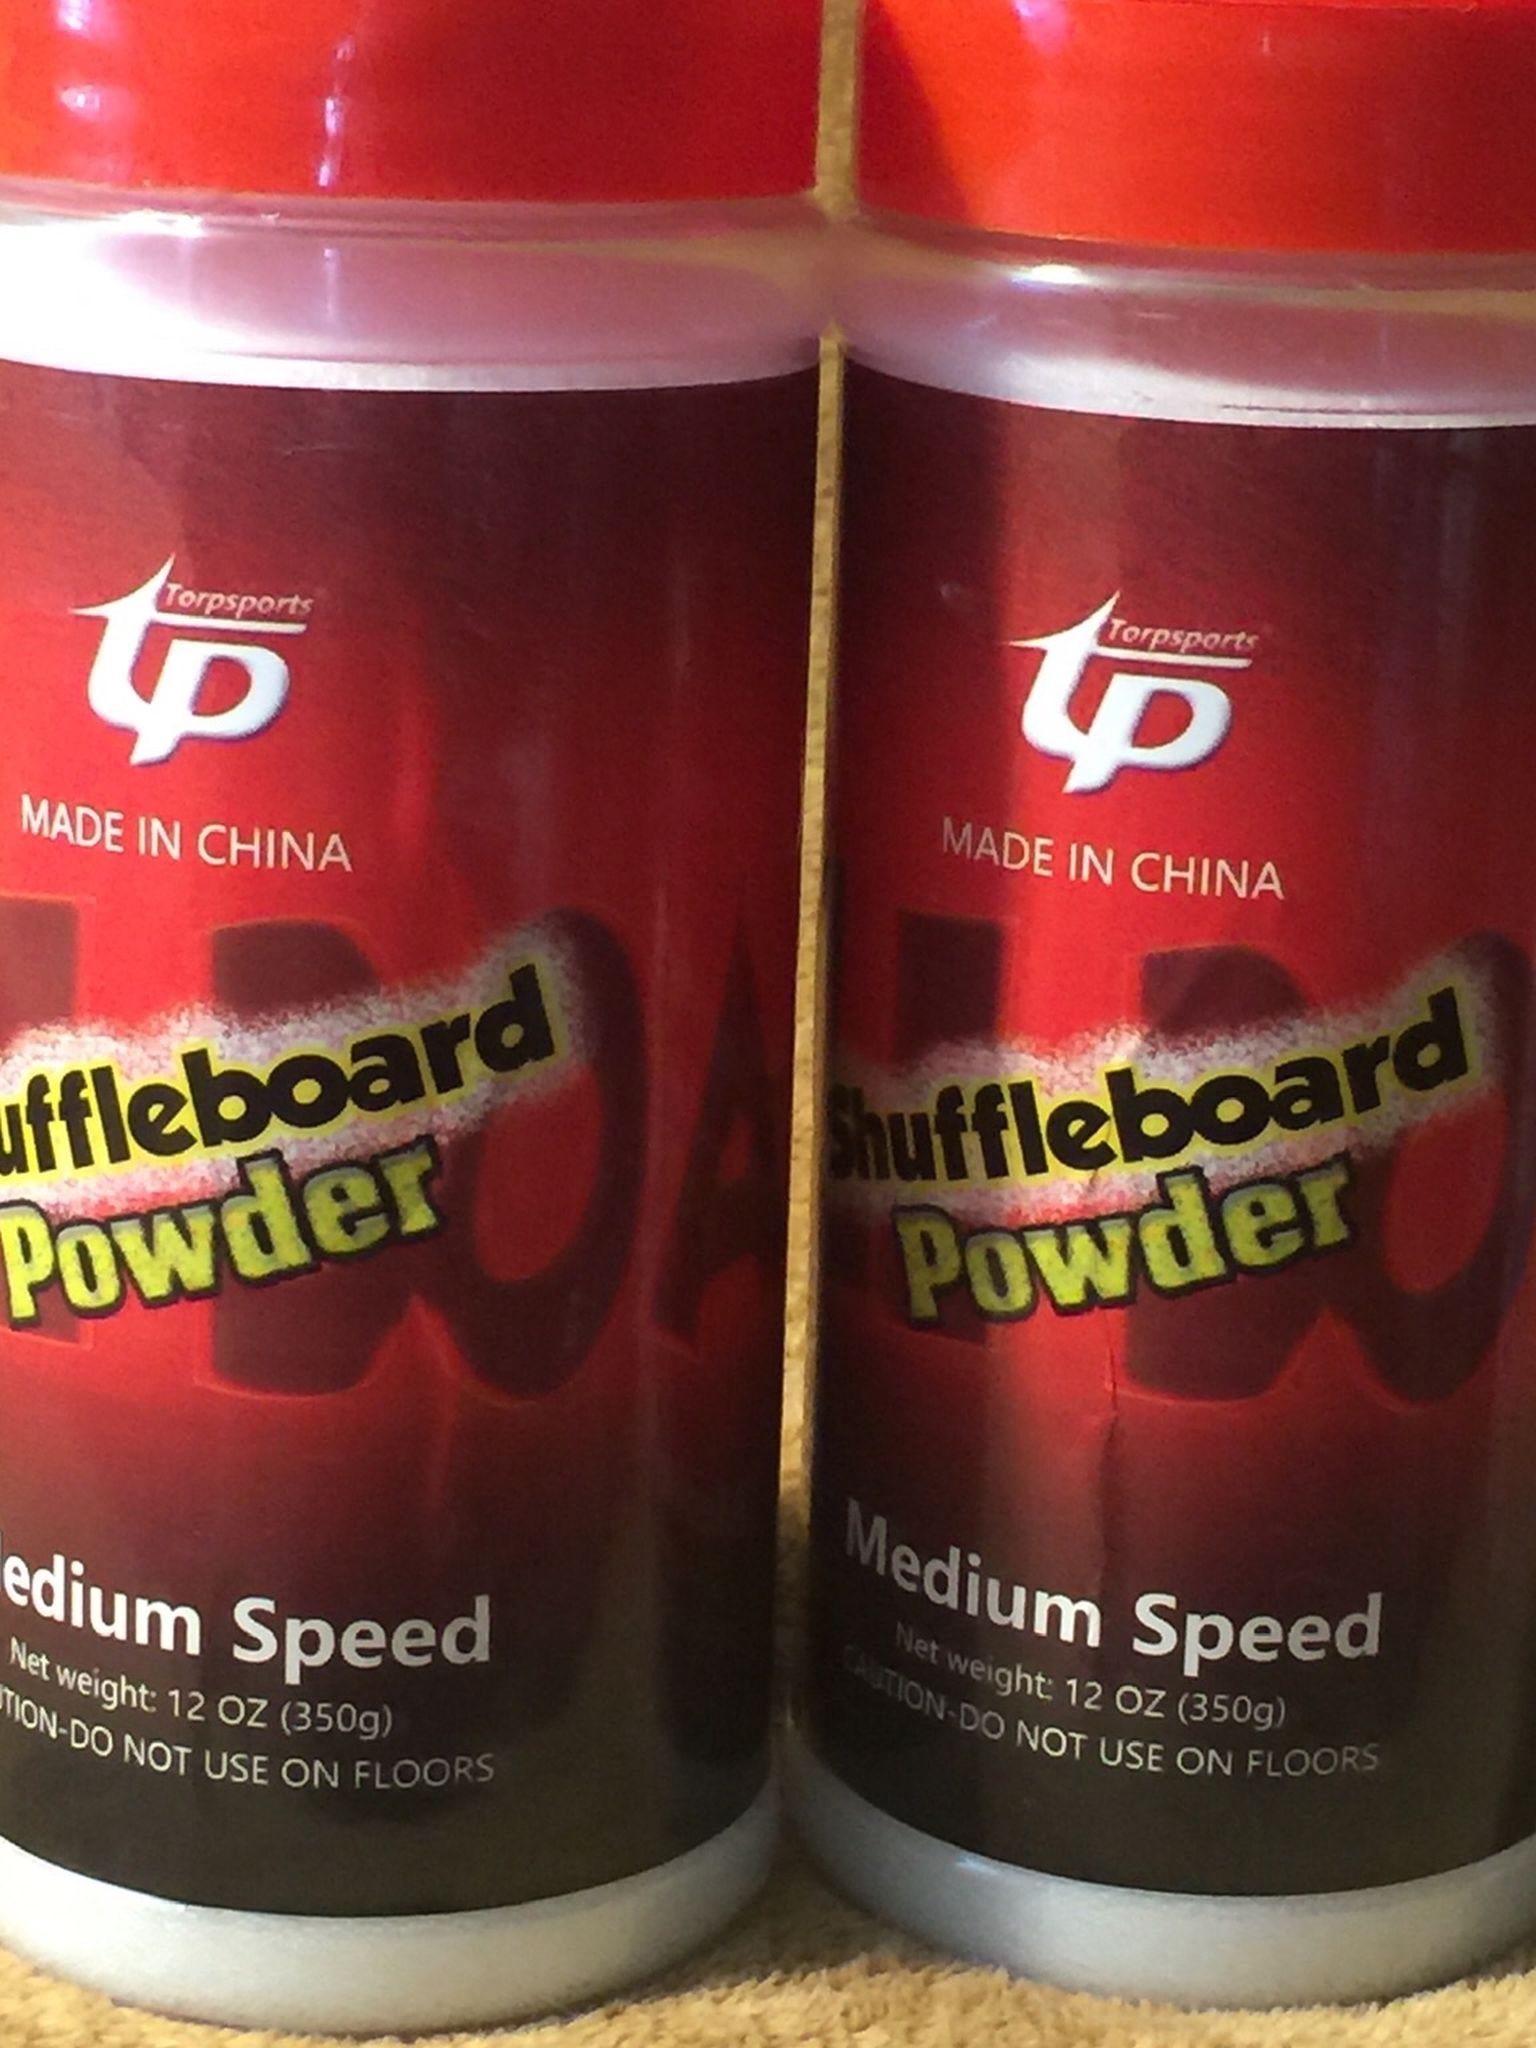 Torpsports
tp
MADE IN CHINA
uffleboard
Powder
edium Speed
Net weight: 12 OZ (350g)
TION-DO NOT USE ON FLOORS
Torpsports
tp
MADE IN CHINA
Shuffleboard
Powder
Medium Speed
Net weight: 12 OZ (350g)
CAUTION-DO NOT USE ON FLOORS